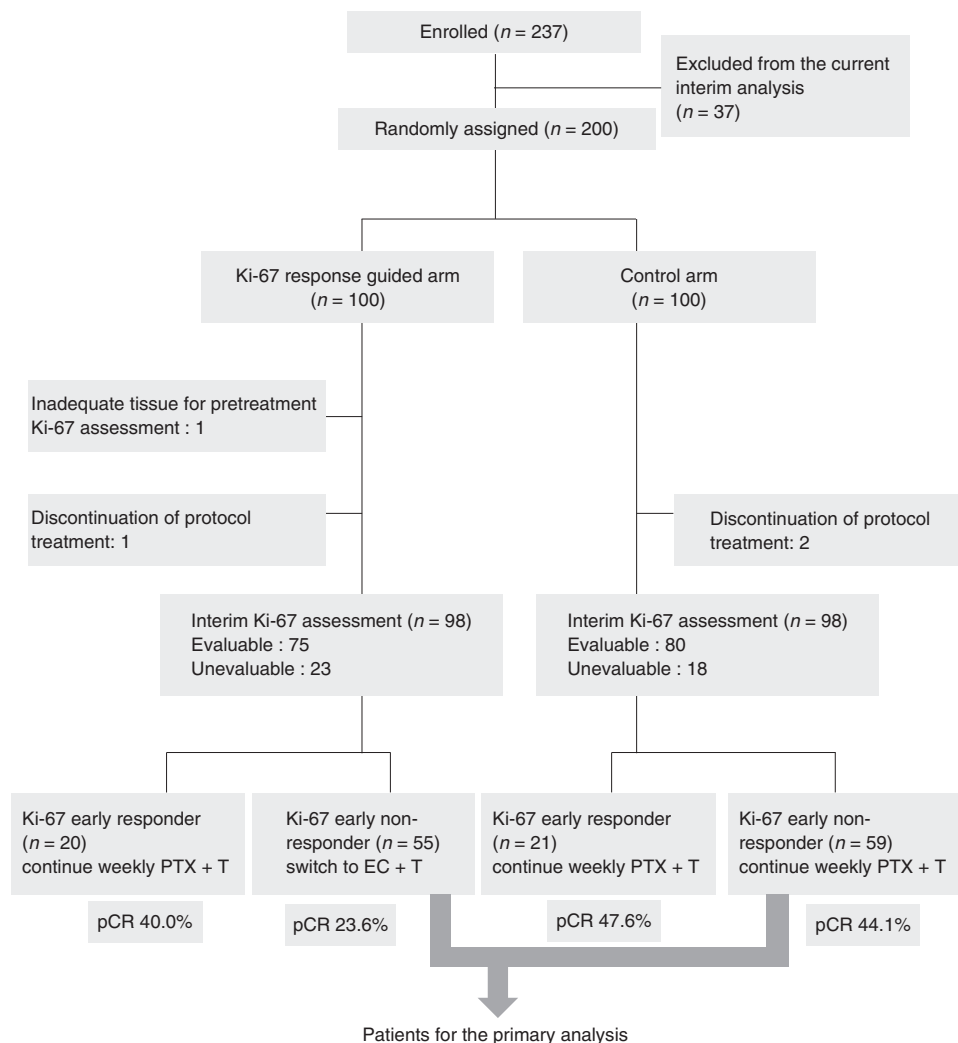 Enrolled (n = 237)
Excluded from the current
interim analysis
(n = 37)
Randomly assigned (n = 200)
Ki-67 response guided arm
(n = 100)
Control arm
(n = 100)
Inadequate tissue for pretreatment
Ki-67 assessment : 1
Discontinuation of protocol
treatment: 1
Discontinuation of protocol
treatment: 2
Interim Ki-67 assessment (n = 98)
Evaluable : 75
Unevaluable : 23
Interim Ki-67 assessment (n = 98)
Evaluable : 80
Unevaluable : 18
Ki-67 early responder
(n = 20)
continue weekly PTX + T
Ki-67 early non-
responder (n = 55)
switch to EC + T
Ki-67 early responder
(n = 21)
continue weekly PTX + T
Ki-67 early non-
responder (n = 59)
continue weekly PTX + T
pCR 40.0%
pCR 23.6%
pCR 47.6%
pCR 44.1%
Patients for the primary analysis